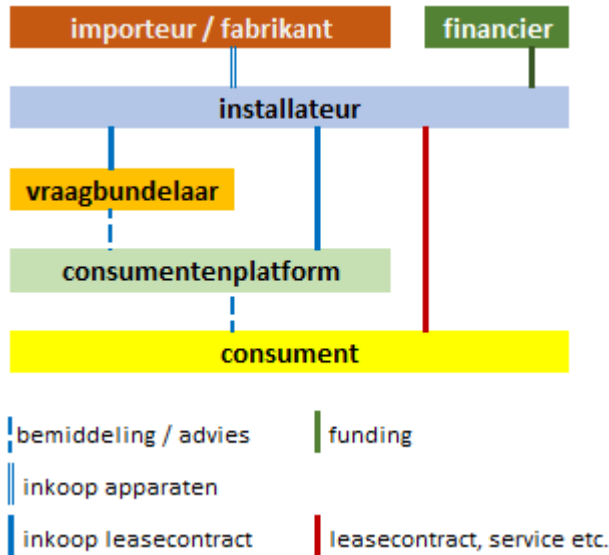 importeur / fabrikant financier
installateur
vraagbundelaar
consumentenplatform
consument
bemiddeling / advies funding
inkoop apparaten
inkoop leasecontract leasecontract, service etc.